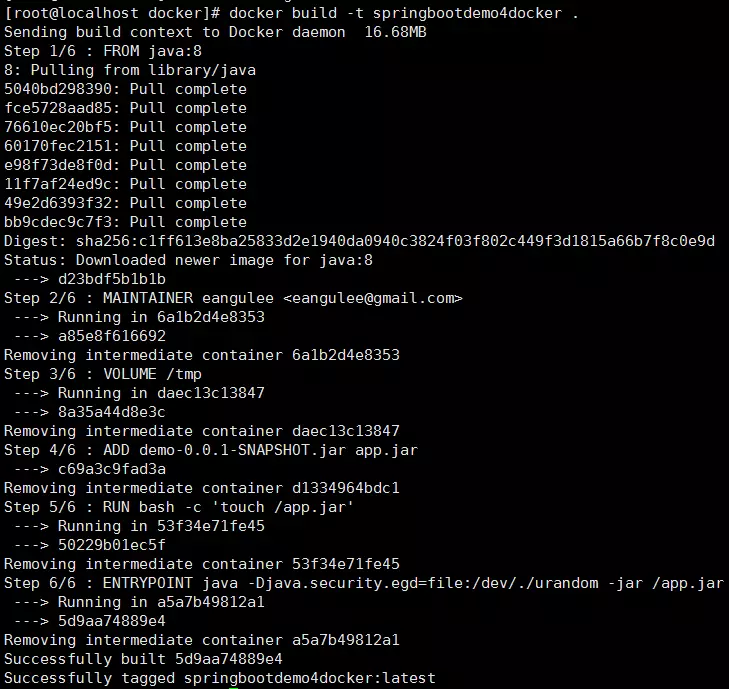 [root@localhost docker]# docker build -t springbootdemo4docker .
Sending build context to Docker daemon  16.68MB
Step 1/6 : FROM java:8
8: Pulling from library/java
5040bd298390: Pull complete
fce5728aad85: Pull complete
76610ec20bf5: Pull complete
60170fec2151: Pull complete
e98f73de8f0d: Pull complete
11f7af24ed9c: Pull complete
49e2d6393f32: Pull complete
bb9cdec9c7f3: Pull complete
Digest: sha256:c1ff613e8ba25833d2e1940da0940c3824f03f802c449f3d1815a66b7f8c0e9d
Status: Downloaded newer image for java:8
 ---> d23bdf5b1b1b
Step 2/6 : MAINTAINER eangulee <eangulee@gmail.com>
 ---> Running in 6a1b2d4e8353
 ---> a85e8f616692
Removing intermediate container 6a1b2d4e8353
Step 3/6 : VOLUME /tmp
 ---> Running in daec13c13847
 ---> 8a35a44d8e3c
Removing intermediate container daec13c13847
Step 4/6 : ADD demo-0.0.1-SNAPSHOT.jar app.jar
 ---> c69a3c9fad3a
Removing intermediate container d1334964bdc1
Step 5/6 : RUN bash -c 'touch /app.jar'
 ---> Running in 53f34e71fe45
 ---> 50229b01ec5f
Removing intermediate container 53f34e71fe45
Step 6/6 : ENTRYPOINT java -Djava.security.egd=file:/dev/./urandom -jar /app.jar
 ---> Running in a5a7b49812a1
 ---> 5d9aa74889e4
Removing intermediate container a5a7b49812a1
Successfully built 5d9aa74889e4
Successfully tagged springbootdemo4docker:latest